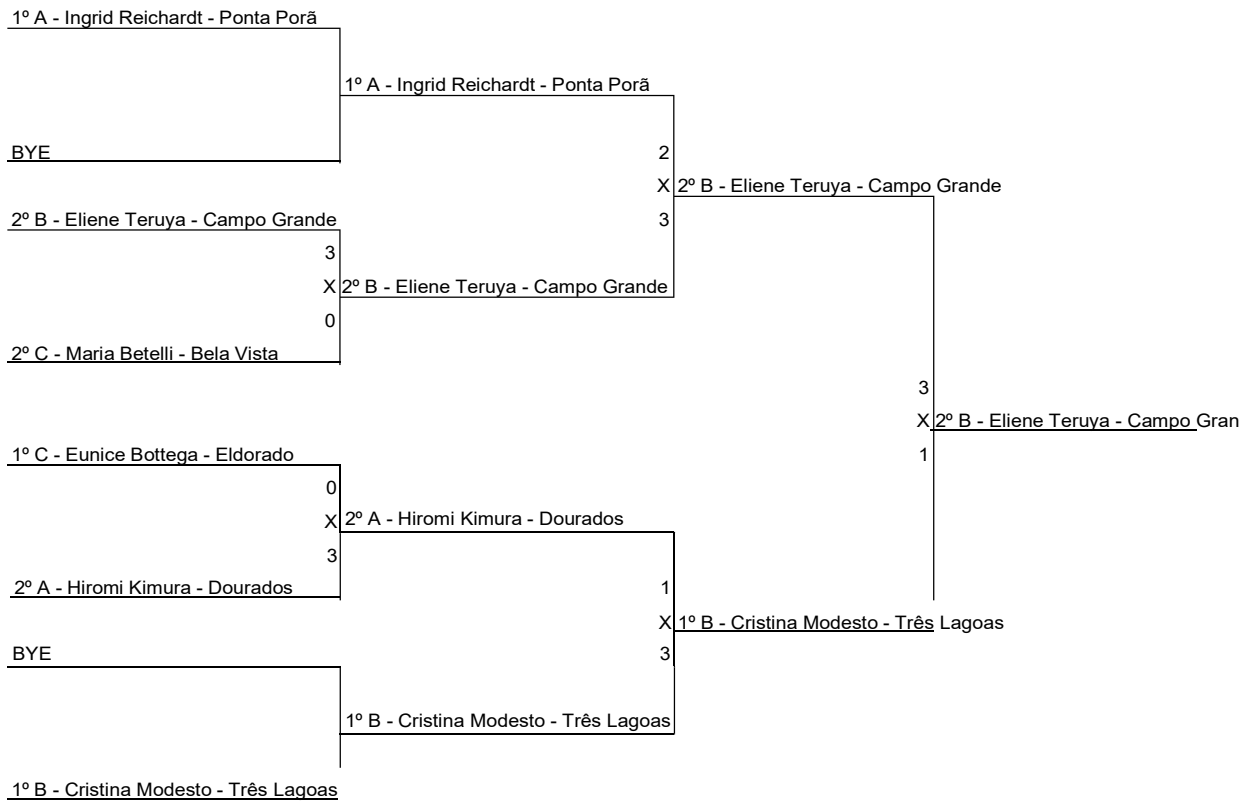 1º A - Ingrid Reichardt - Ponta Porã
1º A - Ingrid Reichardt - Ponta Porã
BYE
2
X
2º B - Eliene Teruya - Campo Grande
3
2º B - Eliene Teruya - Campo Grande
3
X
2º B - Eliene Teruya - Campo Grande
0
2º C - Maria Betelli - Bela Vista
3
X
2º B - Eliene Teruya - Campo Gran
1
1º C - Eunice Bottega - Eldorado
0
X
2º A - Hiromi Kimura - Dourados
3
2º A - Hiromi Kimura - Dourados
1
X
1º B - Cristina Modesto - Três Lagoas
3
BYE
1º B - Cristina Modesto - Três Lagoas
1º B - Cristina Modesto - Três Lagoas